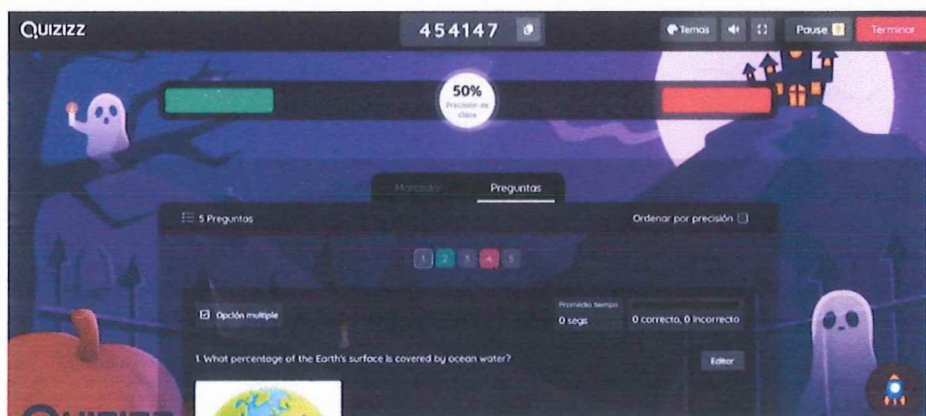 QUIZIZZ
454147
Temas
Pause
Terminar
50%
Precisión de
clase
Marcador
Preguntas
5 Preguntas
Ordenar por precisión
1 2 3 4 5
Opción multiple
Promedio tiempo
0 segs
0 correcto, 0 Incorrecto
1. What percentage of the Earth's surface is covered by ocean water?
Editar
QUIZIZZ